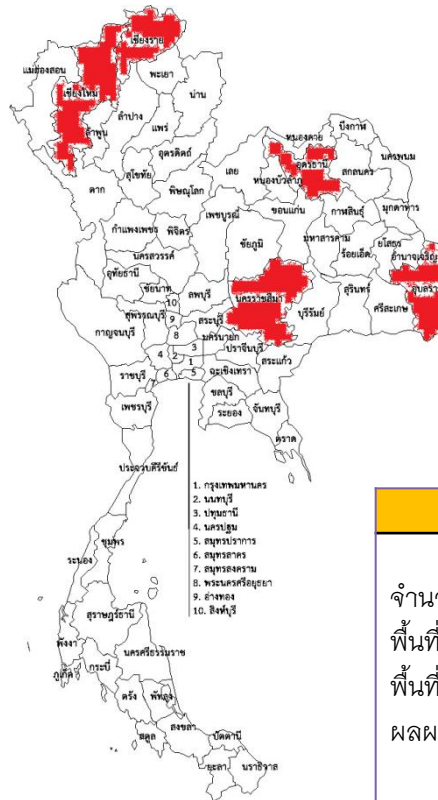 เชียงราย
แม่ฮ่องสอน
พะเยา
เชียงใหม่
น่าน
ลำปาง
ลำพูน
แพร่
อุตรดิตถ์
ตาก
สุโขทัย
พิษณุโลก
กำแพงเพชร
พิจิตร
เพชรบูรณ์
นครสวรรค์
อุทัยธานี
ชัยนาท
ลพบุรี
10
สุพรรณบุรี
9
สระบุรี
กาญจนบุรี
8
นครนายก
3
ปราจีนบุรี
4
2
1
สระแก้ว
ราชบุรี
6
5
ฉะเชิงเทรา
ชลบุรี
เพชรบุรี
ระยอง
จันทบุรี
ตราด
ประจวบคีรีขันธ์
บึงกาฬ
หนองคาย
เลย
อุดรธานี
นครพนม
หนองบัวลำภู
สกลนคร
ขอนแก่น
กาฬสินธุ์
มุกดาหาร
ชัยภูมิ
มหาสารคาม
ร้อยเอ็ด
ยโสธร
อำนาจเจริญ
นครราชสีมา
บุรีรัมย์
สุรินทร์
ศรีสะเกษ
ชุมพร
ระนอง
สุราษฎร์ธานี
พังงา
นครศรีธรรมราช
ภูเก็ต
กระบี่
ตรัง
พัทลุง
สตูล
สงขลา
ปัตตานี
ยะลา
นราธิวาส
1. กรุงเทพมหานคร
2. นนทบุรี
3. ปทุมธานี
4. นครปฐม
5. สมุทรปราการ
6. สมุทรสาคร
7. สมุทรสงคราม
8. พระนครศรีอยุธยา
9. อ่างทอง
10. สิงห์บุรี
พื้นที่
พื้นที่